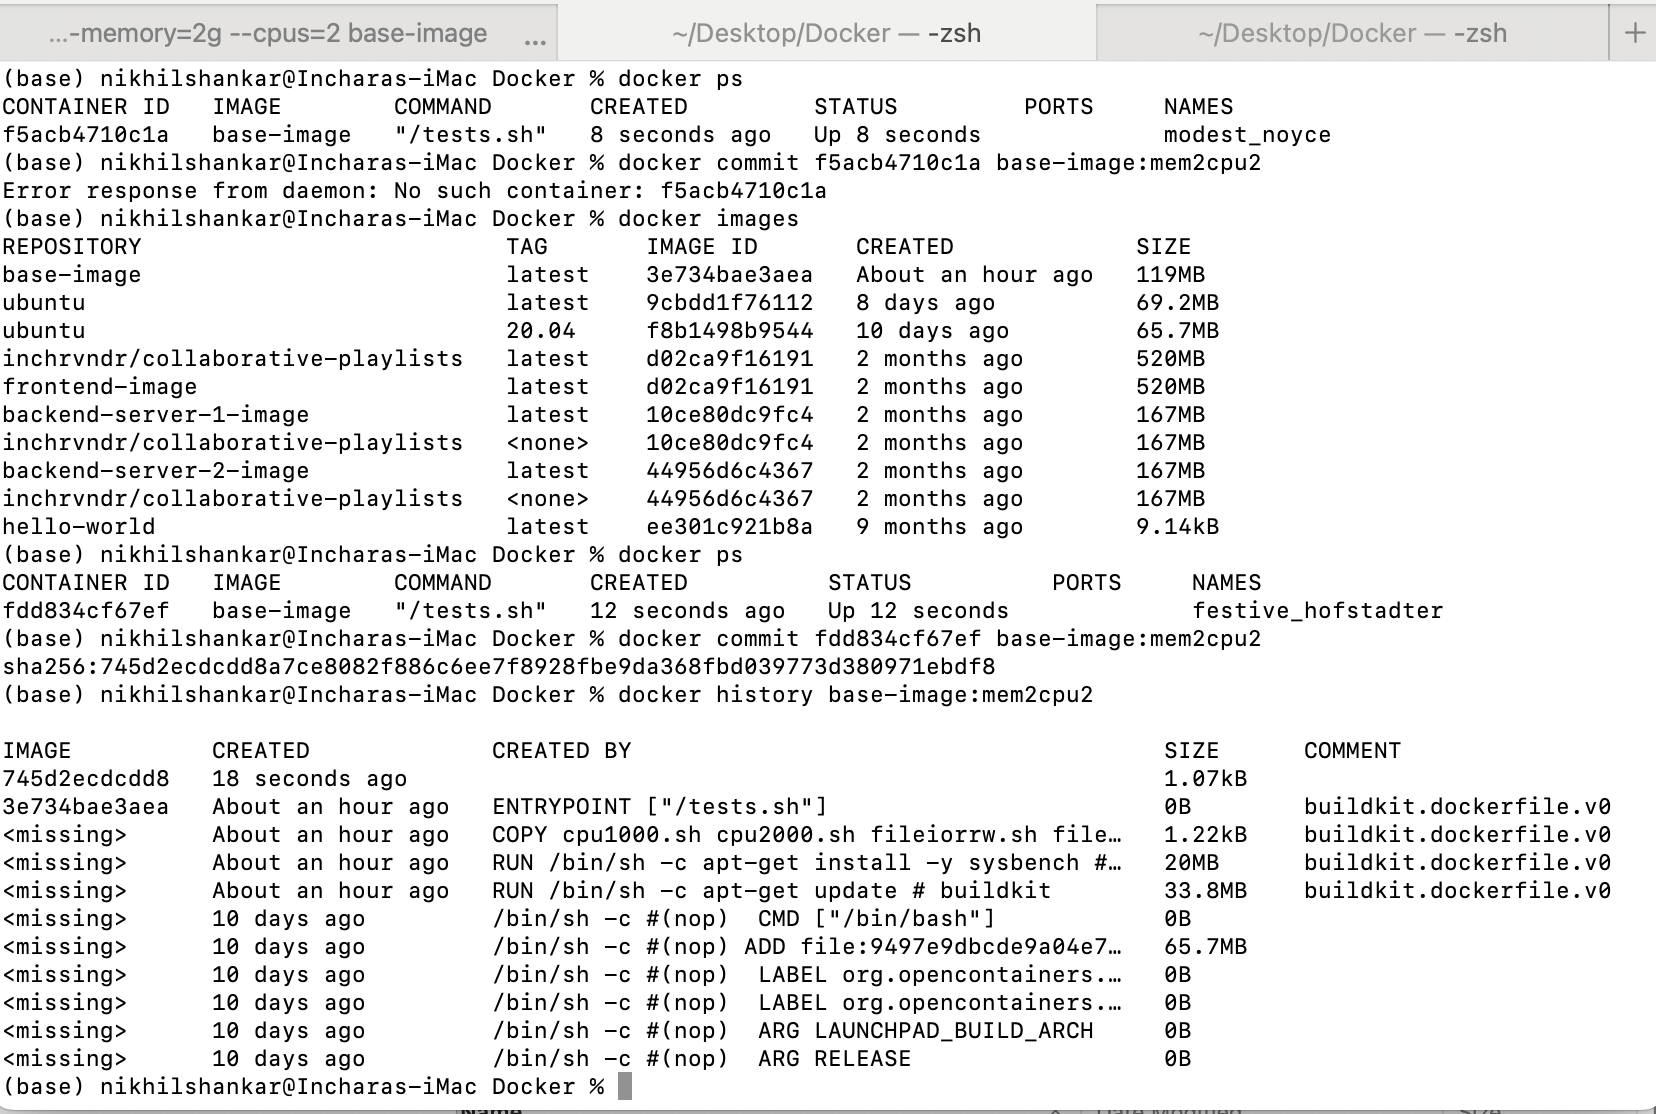 ...-memory=2g --cpus=2 base-image ... ~/Desktop/Docker — -zsh ~/Desktop/Docker — -zsh +
(base) nikhilshankar@Incharas-iMac Docker % docker ps
CONTAINER ID   IMAGE        COMMAND       CREATED         STATUS         PORTS     NAMES
f5acb4710c1a   base-image   "/tests.sh"   8 seconds ago   Up 8 seconds             modest_noyce
(base) nikhilshankar@Incharas-iMac Docker % docker commit f5acb4710c1a base-image:mem2cpu2
Error response from daemon: No such container: f5acb4710c1a
(base) nikhilshankar@Incharas-iMac Docker % docker images
REPOSITORY                          TAG       IMAGE ID       CREATED             SIZE
base-image                          latest    3e734bae3aea   About an hour ago   119MB
ubuntu                              latest    9cbdd1f76112   8 days ago          69.2MB
ubuntu                              20.04     f8b1498b9544   10 days ago         65.7MB
inchrvndr/collaborative-playlists   latest    d02ca9f16191   2 months ago        520MB
frontend-image                      latest    d02ca9f16191   2 months ago        520MB
backend-server-1-image              latest    10ce80dc9fc4   2 months ago        167MB
inchrvndr/collaborative-playlists   <none>    10ce80dc9fc4   2 months ago        167MB
backend-server-2-image              latest    44956d6c4367   2 months ago        167MB
inchrvndr/collaborative-playlists   <none>    44956d6c4367   2 months ago        167MB
hello-world                         latest    ee301c921b8a   9 months ago        9.14kB
(base) nikhilshankar@Incharas-iMac Docker % docker ps
CONTAINER ID   IMAGE        COMMAND       CREATED          STATUS          PORTS     NAMES
fdd834cf67ef   base-image   "/tests.sh"   12 seconds ago   Up 12 seconds             festive_hofstadter
(base) nikhilshankar@Incharas-iMac Docker % docker commit fdd834cf67ef base-image:mem2cpu2
sha256:745d2ecdcdd8a7ce8082f886c6ee7f8928fbe9da368fbd039773d380971ebdf8
(base) nikhilshankar@Incharas-iMac Docker % docker history base-image:mem2cpu2
IMAGE          CREATED             CREATED BY                                      SIZE      COMMENT
745d2ecdcdd8   18 seconds ago                                                      1.07kB
3e734bae3aea   About an hour ago   ENTRYPOINT ["/tests.sh"]                        0B        buildkit.dockerfile.v0
<missing>      About an hour ago   COPY cpu1000.sh cpu2000.sh fileiorrw.sh file…   1.22kB    buildkit.dockerfile.v0
<missing>      About an hour ago   RUN /bin/sh -c apt-get install -y sysbench #…   20MB      buildkit.dockerfile.v0
<missing>      About an hour ago   RUN /bin/sh -c apt-get update # buildkit        33.8MB    buildkit.dockerfile.v0
<missing>      10 days ago         /bin/sh -c #(nop)  CMD ["/bin/bash"]            0B
<missing>      10 days ago         /bin/sh -c #(nop) ADD file:9497e9dbcde9a04e7…   65.7MB
<missing>      10 days ago         /bin/sh -c #(nop)  LABEL org.opencontainers.…   0B
<missing>      10 days ago         /bin/sh -c #(nop)  LABEL org.opencontainers.…   0B
<missing>      10 days ago         /bin/sh -c #(nop)  ARG LAUNCHPAD_BUILD_ARCH     0B
<missing>      10 days ago         /bin/sh -c #(nop)  ARG RELEASE                  0B
(base) nikhilshankar@Incharas-iMac Docker %
Name Date Modified Size